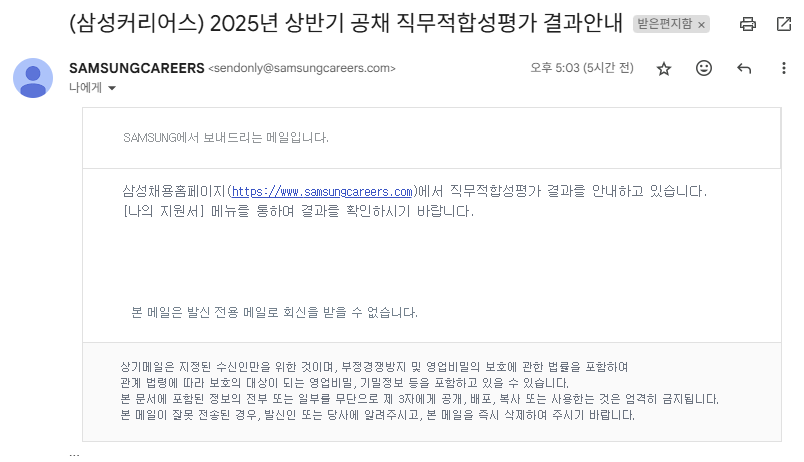 (삼성커리어스) 2025년 상반기 공채 직무적합성평가 결과안내 받은편지함 ×
SAMSUNGCAREERS <sendonly@samsungcareers.com> 오후 5:03 (5시간 전)
나에게
SAMSUNG에서 보내드리는 메일입니다.
삼성채용홈페이지(https://www.samsungcareers.com)에서 직무적합성평가 결과를 안내하고 있습니다.
[나의 지원서] 메뉴를 통하여 결과를 확인하시기 바랍니다.
본 메일은 발신 전용 메일로 회신을 받을 수 없습니다.
상기메일은 지정된 수신인만을 위한 것이며, 부정경쟁방지 및 영업비밀의 보호에 관한 법률을 포함하여
관계 법령에 따라 보호의 대상이 되는 영업비밀, 기밀정보 등을 포함하고 있을 수 있습니다.
본 문서에 포함된 정보의 전부 또는 일부를 무단으로 제 3자에게 공개, 배포, 복사 또는 사용하는 것은 엄격히 금지됩니다.
본 메일이 잘못 전송된 경우, 발신인 또는 당사에 알려주시고, 본 메일을 즉시 삭제하여 주시기 바랍니다.
...